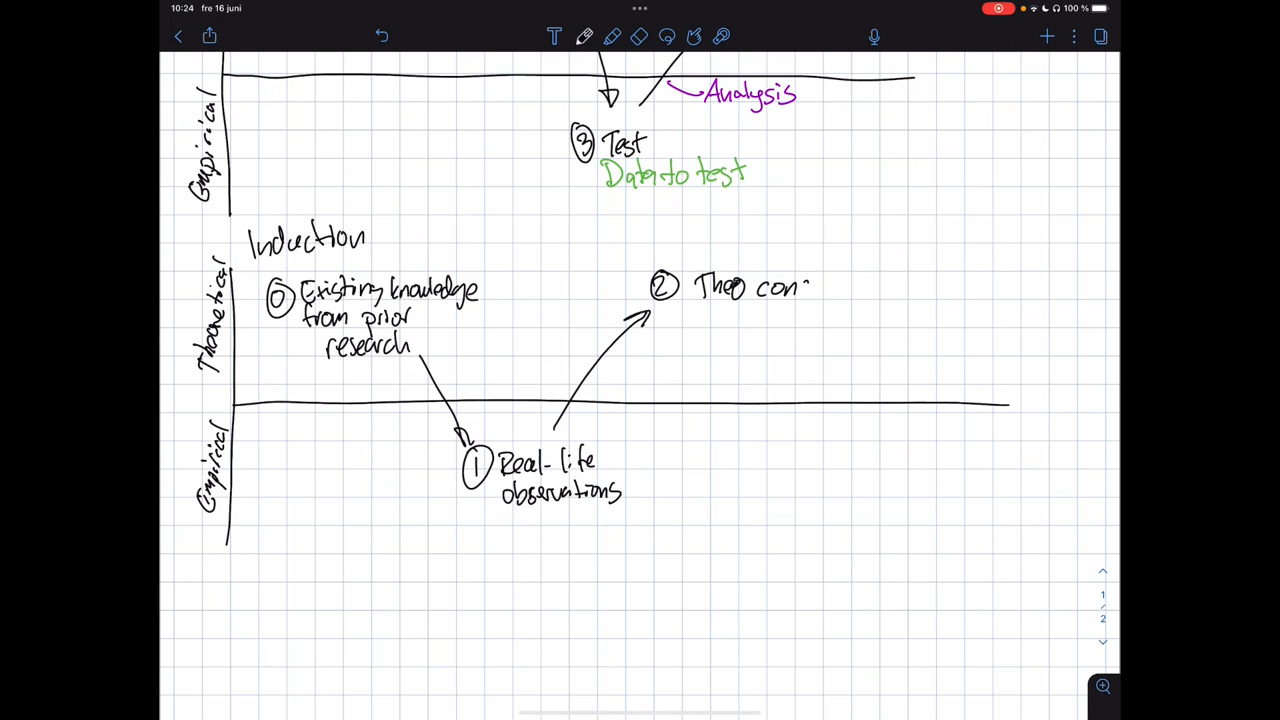 10:24 fre 16 juni
100 %
Empirical
Analysis
3 Test
Data to test
Induction
Thoretical
0 Existing knowledge
from prior
research
2 Theo con
Empirical
1 Real-life
observations
1
/
2